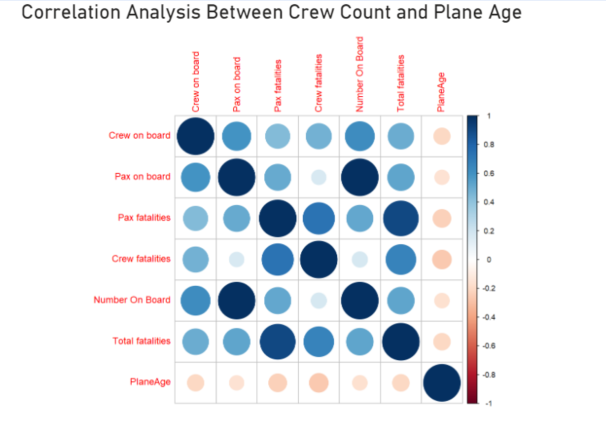 Correlation Analysis Between Crew Count and Plane Age
Crew on board
Pax on board
Pax fatalities
Crew fatalities
Number On Board
Total fatalities
PlaneAge
Crew on board
Pax on board
Pax fatalities
Crew fatalities
Number On Board
Total fatalities
PlaneAge
1
0.8
0.6
0.4
0.2
0
-0.2
-0.4
-0.6
-0.8
-1